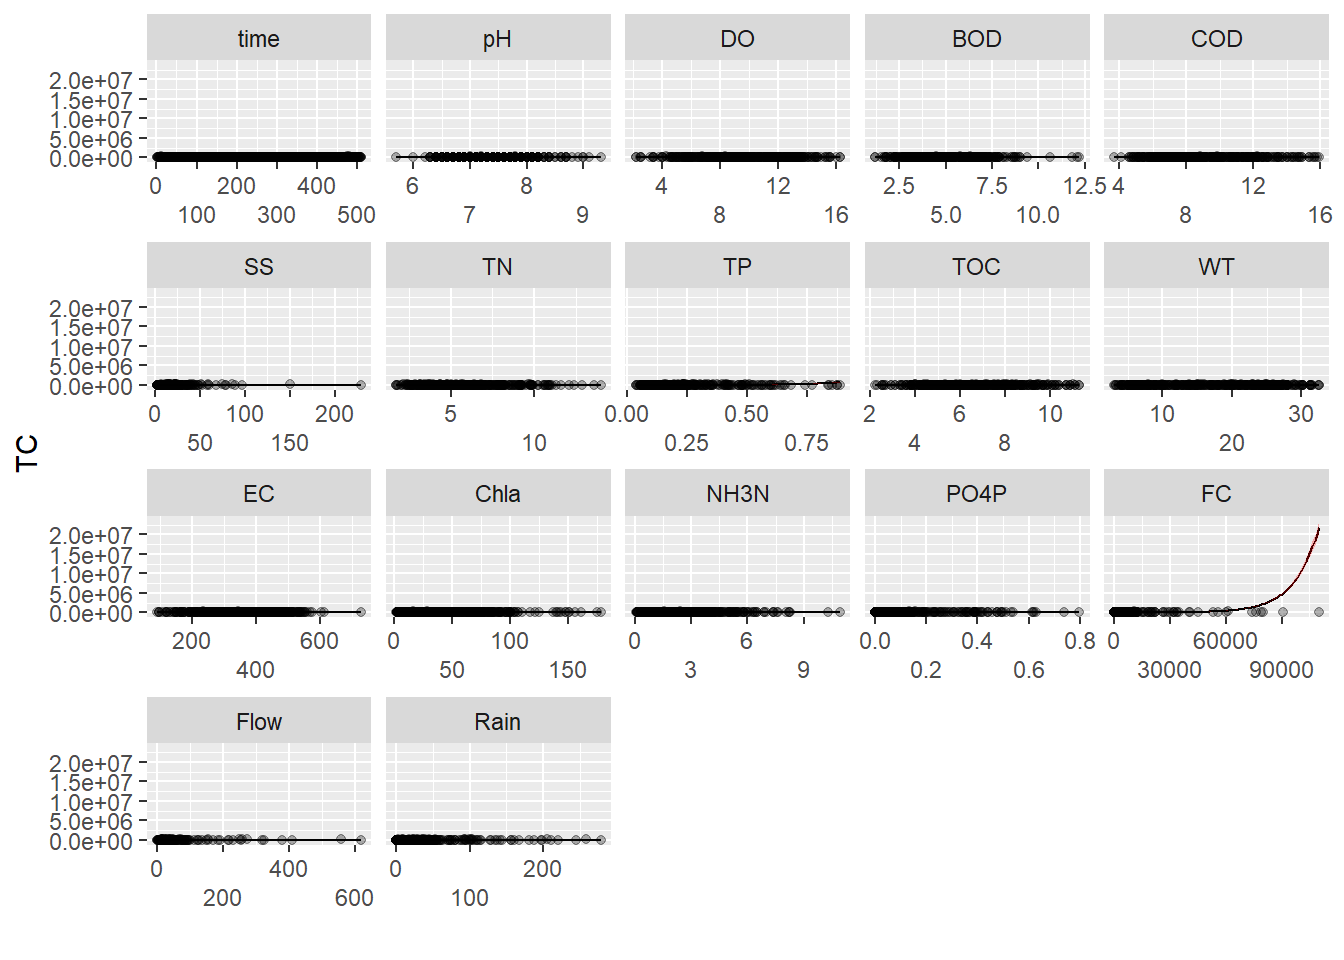 time pH DO BOD COD
2.0e+07
1.5e+07
1.0e+07
5.0e+06
0.0e+00
0 200 400 6 8 4 12 2.5 7.5 12.5 4 12
100 300 500 7 9 8 16 5.0 10.0 8 16
SS TN TP TOC WT
2.0e+07
1.5e+07
1.0e+07
5.0e+06
0.0e+00
0 100 200 5 0.00 0.50 2 6 10 10 30
50 150 10 0.25 0.75 4 8 20
TC
EC Chla NH3N PO4P FC
2.0e+07
1.5e+07
1.0e+07
5.0e+06
0.0e+00
200 600 0 100 0 6 0.0 0.4 0.8 0 60000
400 50 150 3 9 0.2 0.6 30000 90000
Flow Rain
2.0e+07
1.5e+07
1.0e+07
5.0e+06
0.0e+00
0 400 0 200
200 600 100